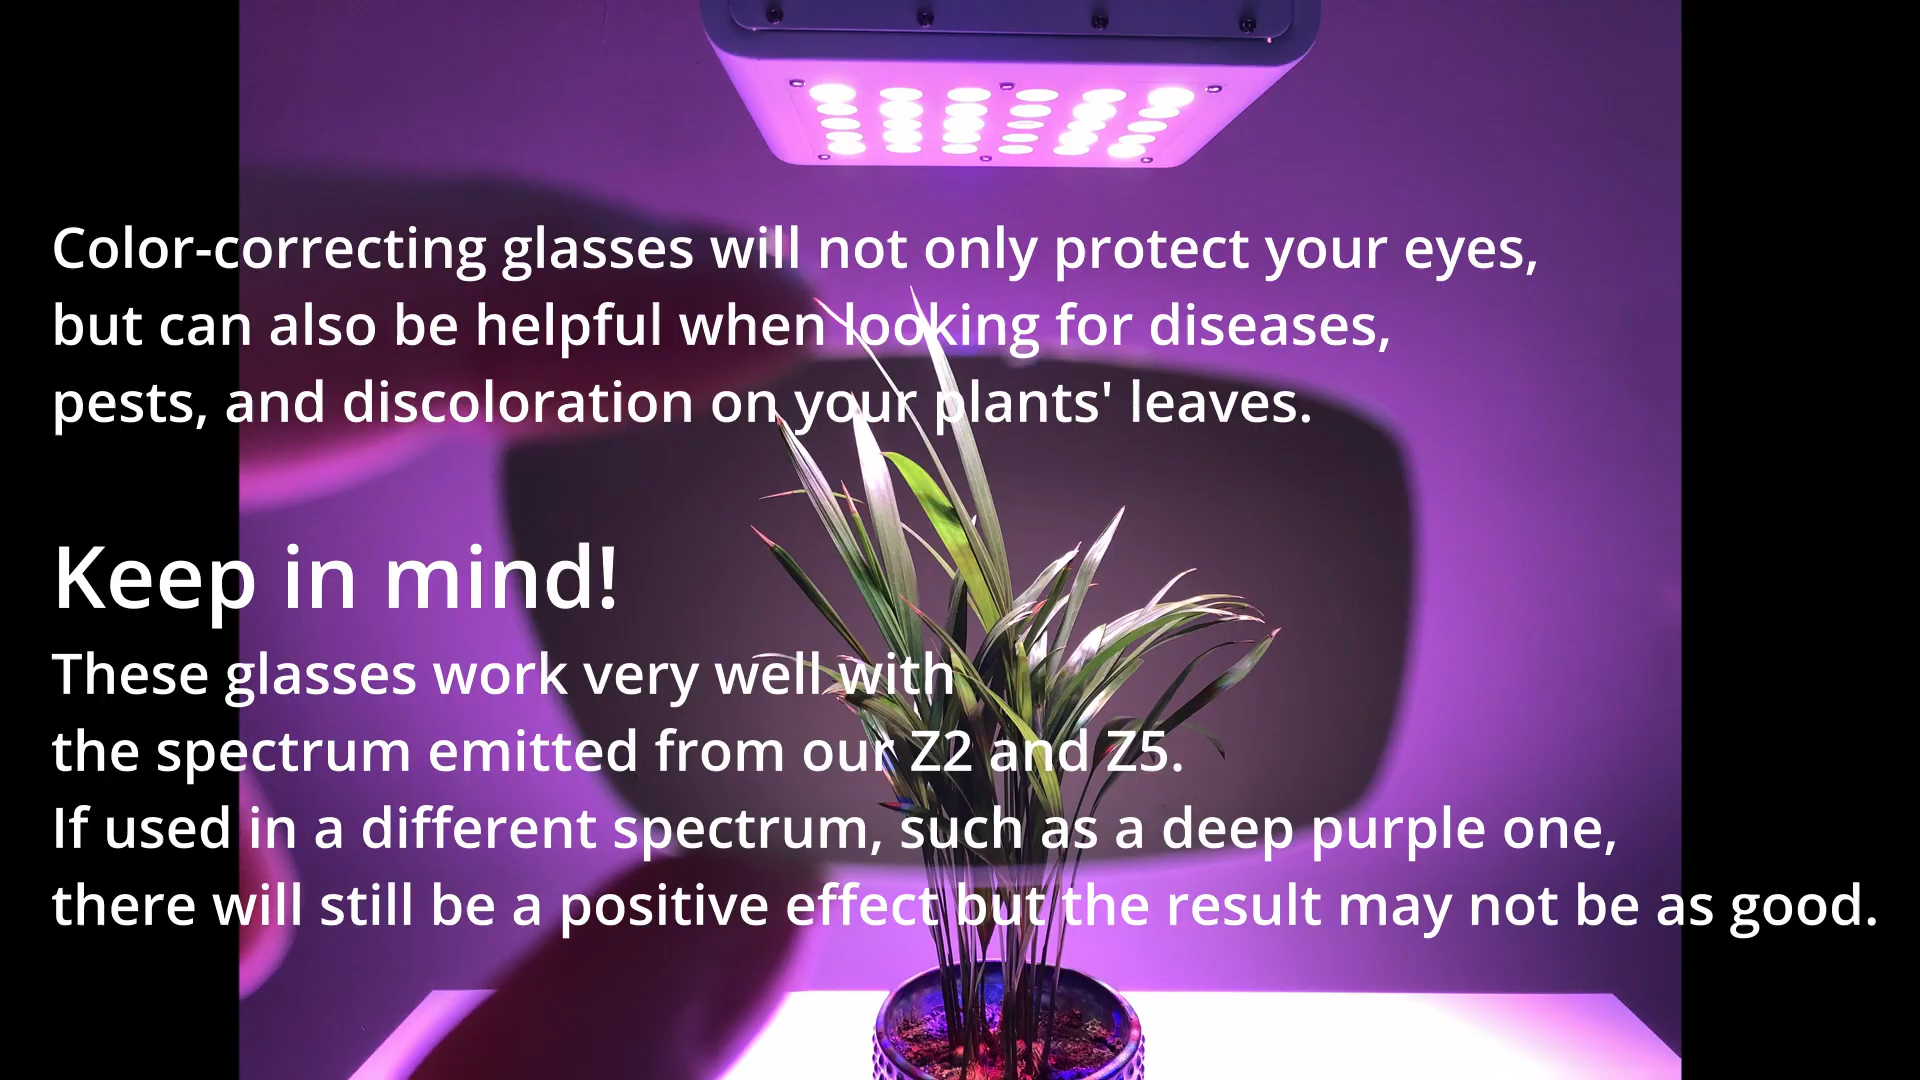 Color-correcting glasses will not only protect your eyes,
but can also be helpful when looking for diseases,
pests, and discoloration on your plants' leaves.
Keep in mind!
These glasses work very well with
the spectrum emitted from our Z2 and Z5.
If used in a different spectrum, such as a deep purple one,
there will still be a positive effect but the result may not be as good.